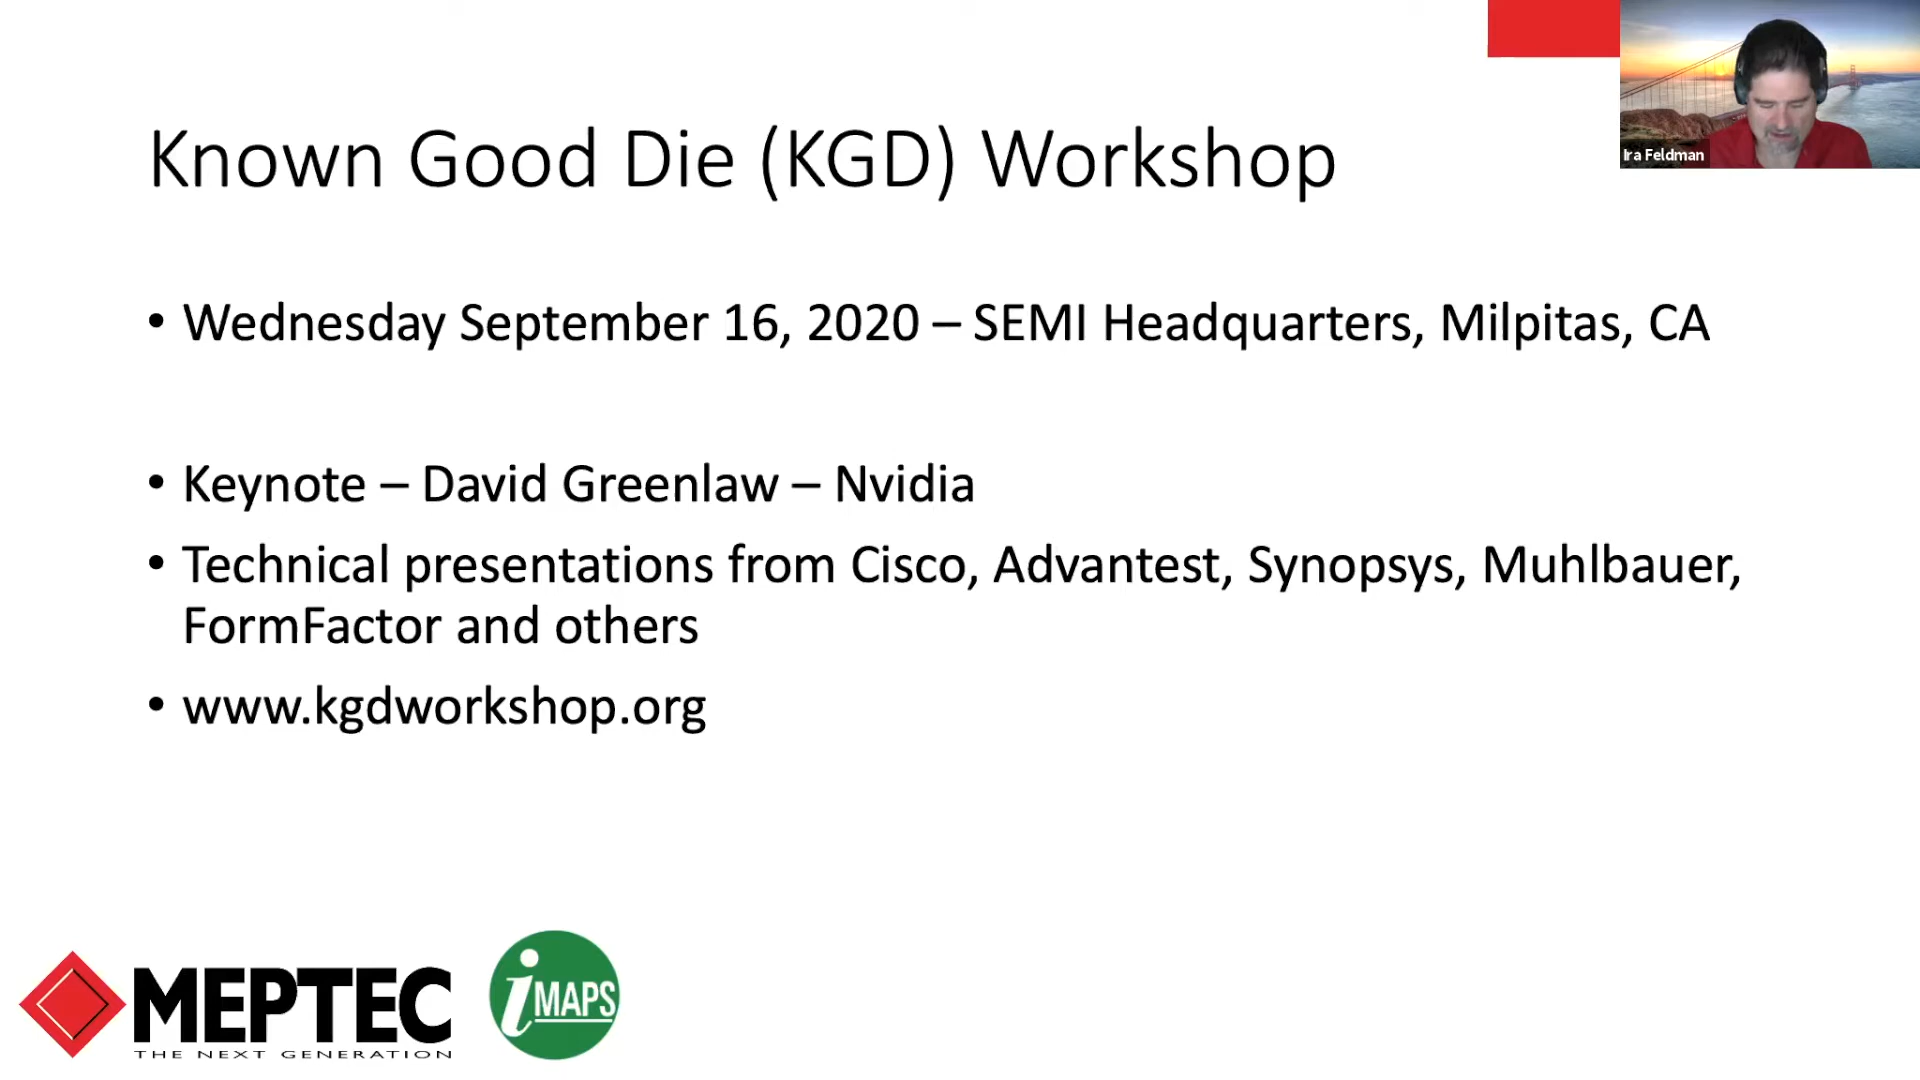 Known Good Die (KGD) Workshop
Ira Feldman
• Wednesday September 16, 2020 – SEMI Headquarters, Milpitas, CA
• Keynote – David Greenlaw – Nvidia
• Technical presentations from Cisco, Advantest, Synopsys, Muhlbauer,
FormFactor and others
• www.kgdworkshop.org
MEPTEC
THE NEXT GENERATION
iMAPS